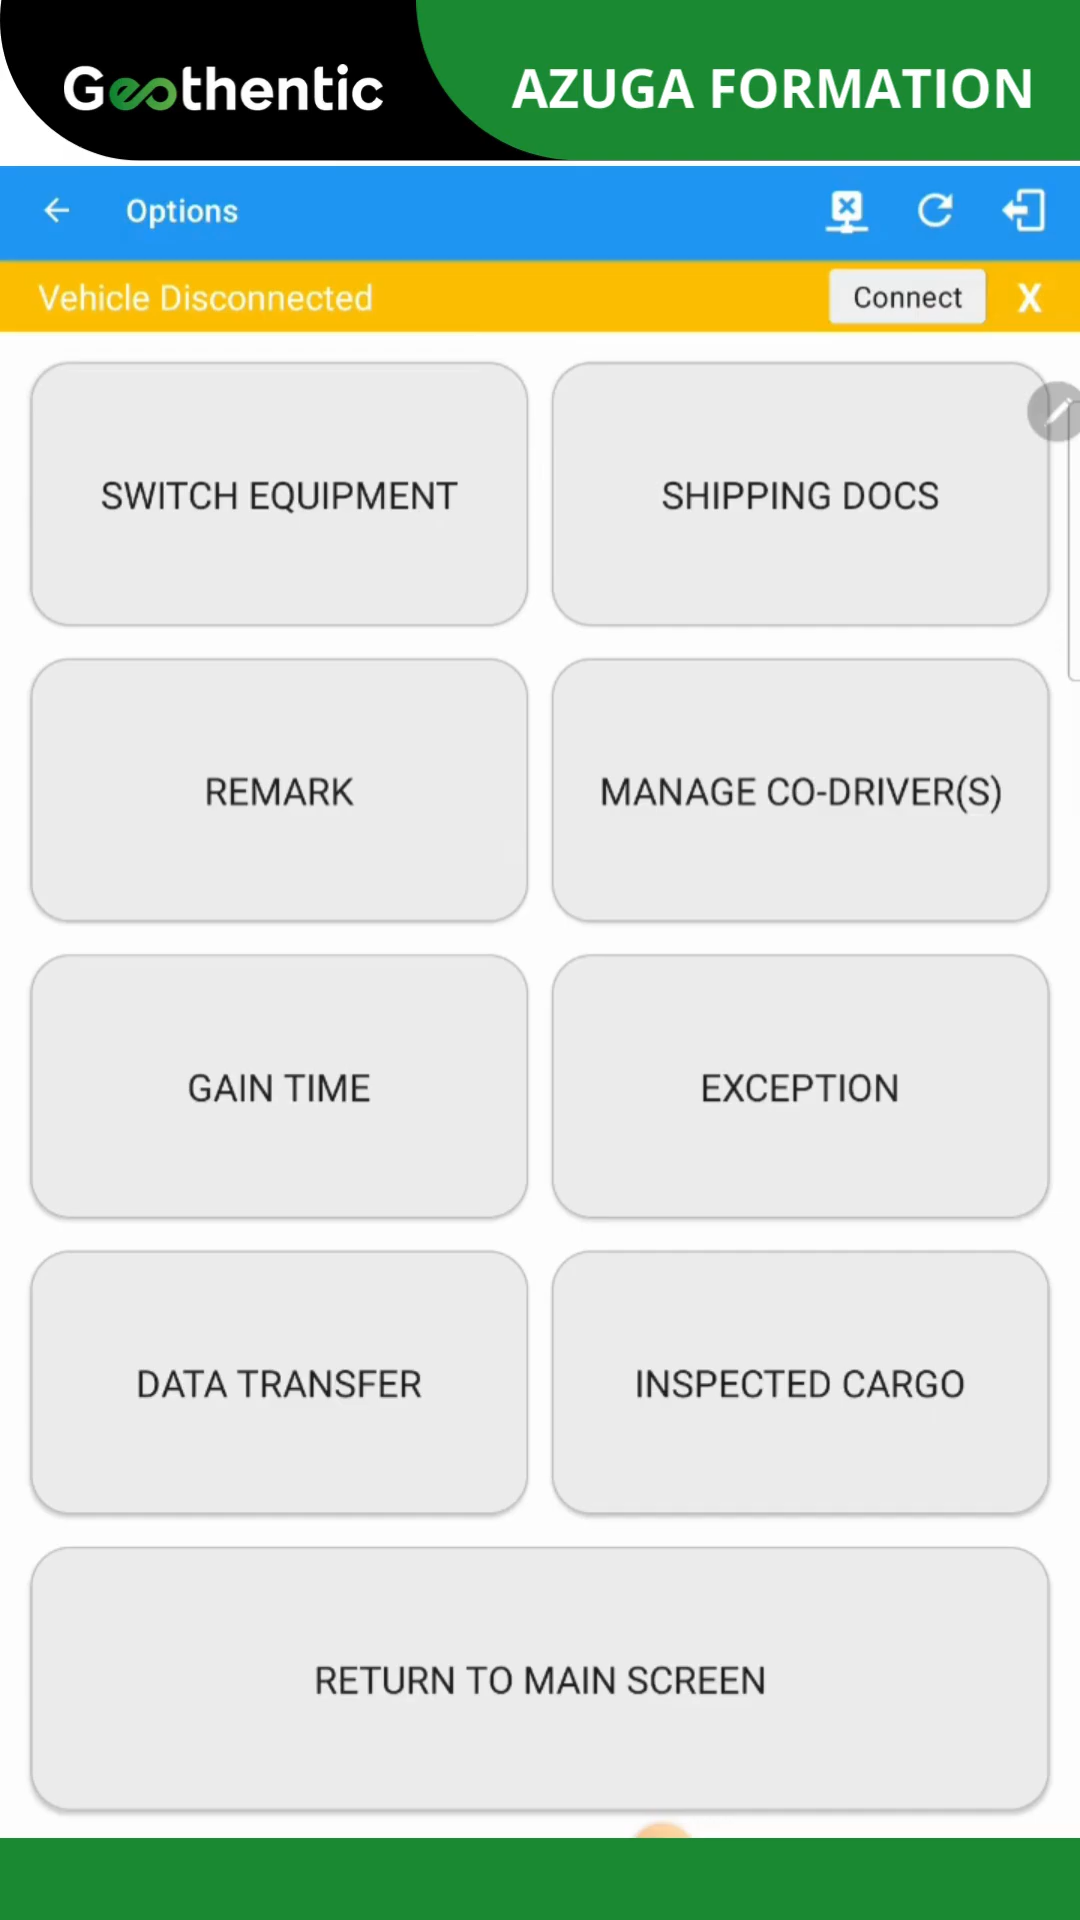 Geothentic
AZUGA FORMATION
Options
Vehicle Disconnected
Connect
X
SWITCH EQUIPMENT
SHIPPING DOCS
REMARK
MANAGE CO-DRIVER(S)
GAIN TIME
EXCEPTION
DATA TRANSFER
INSPECTED CARGO
RETURN TO MAIN SCREEN